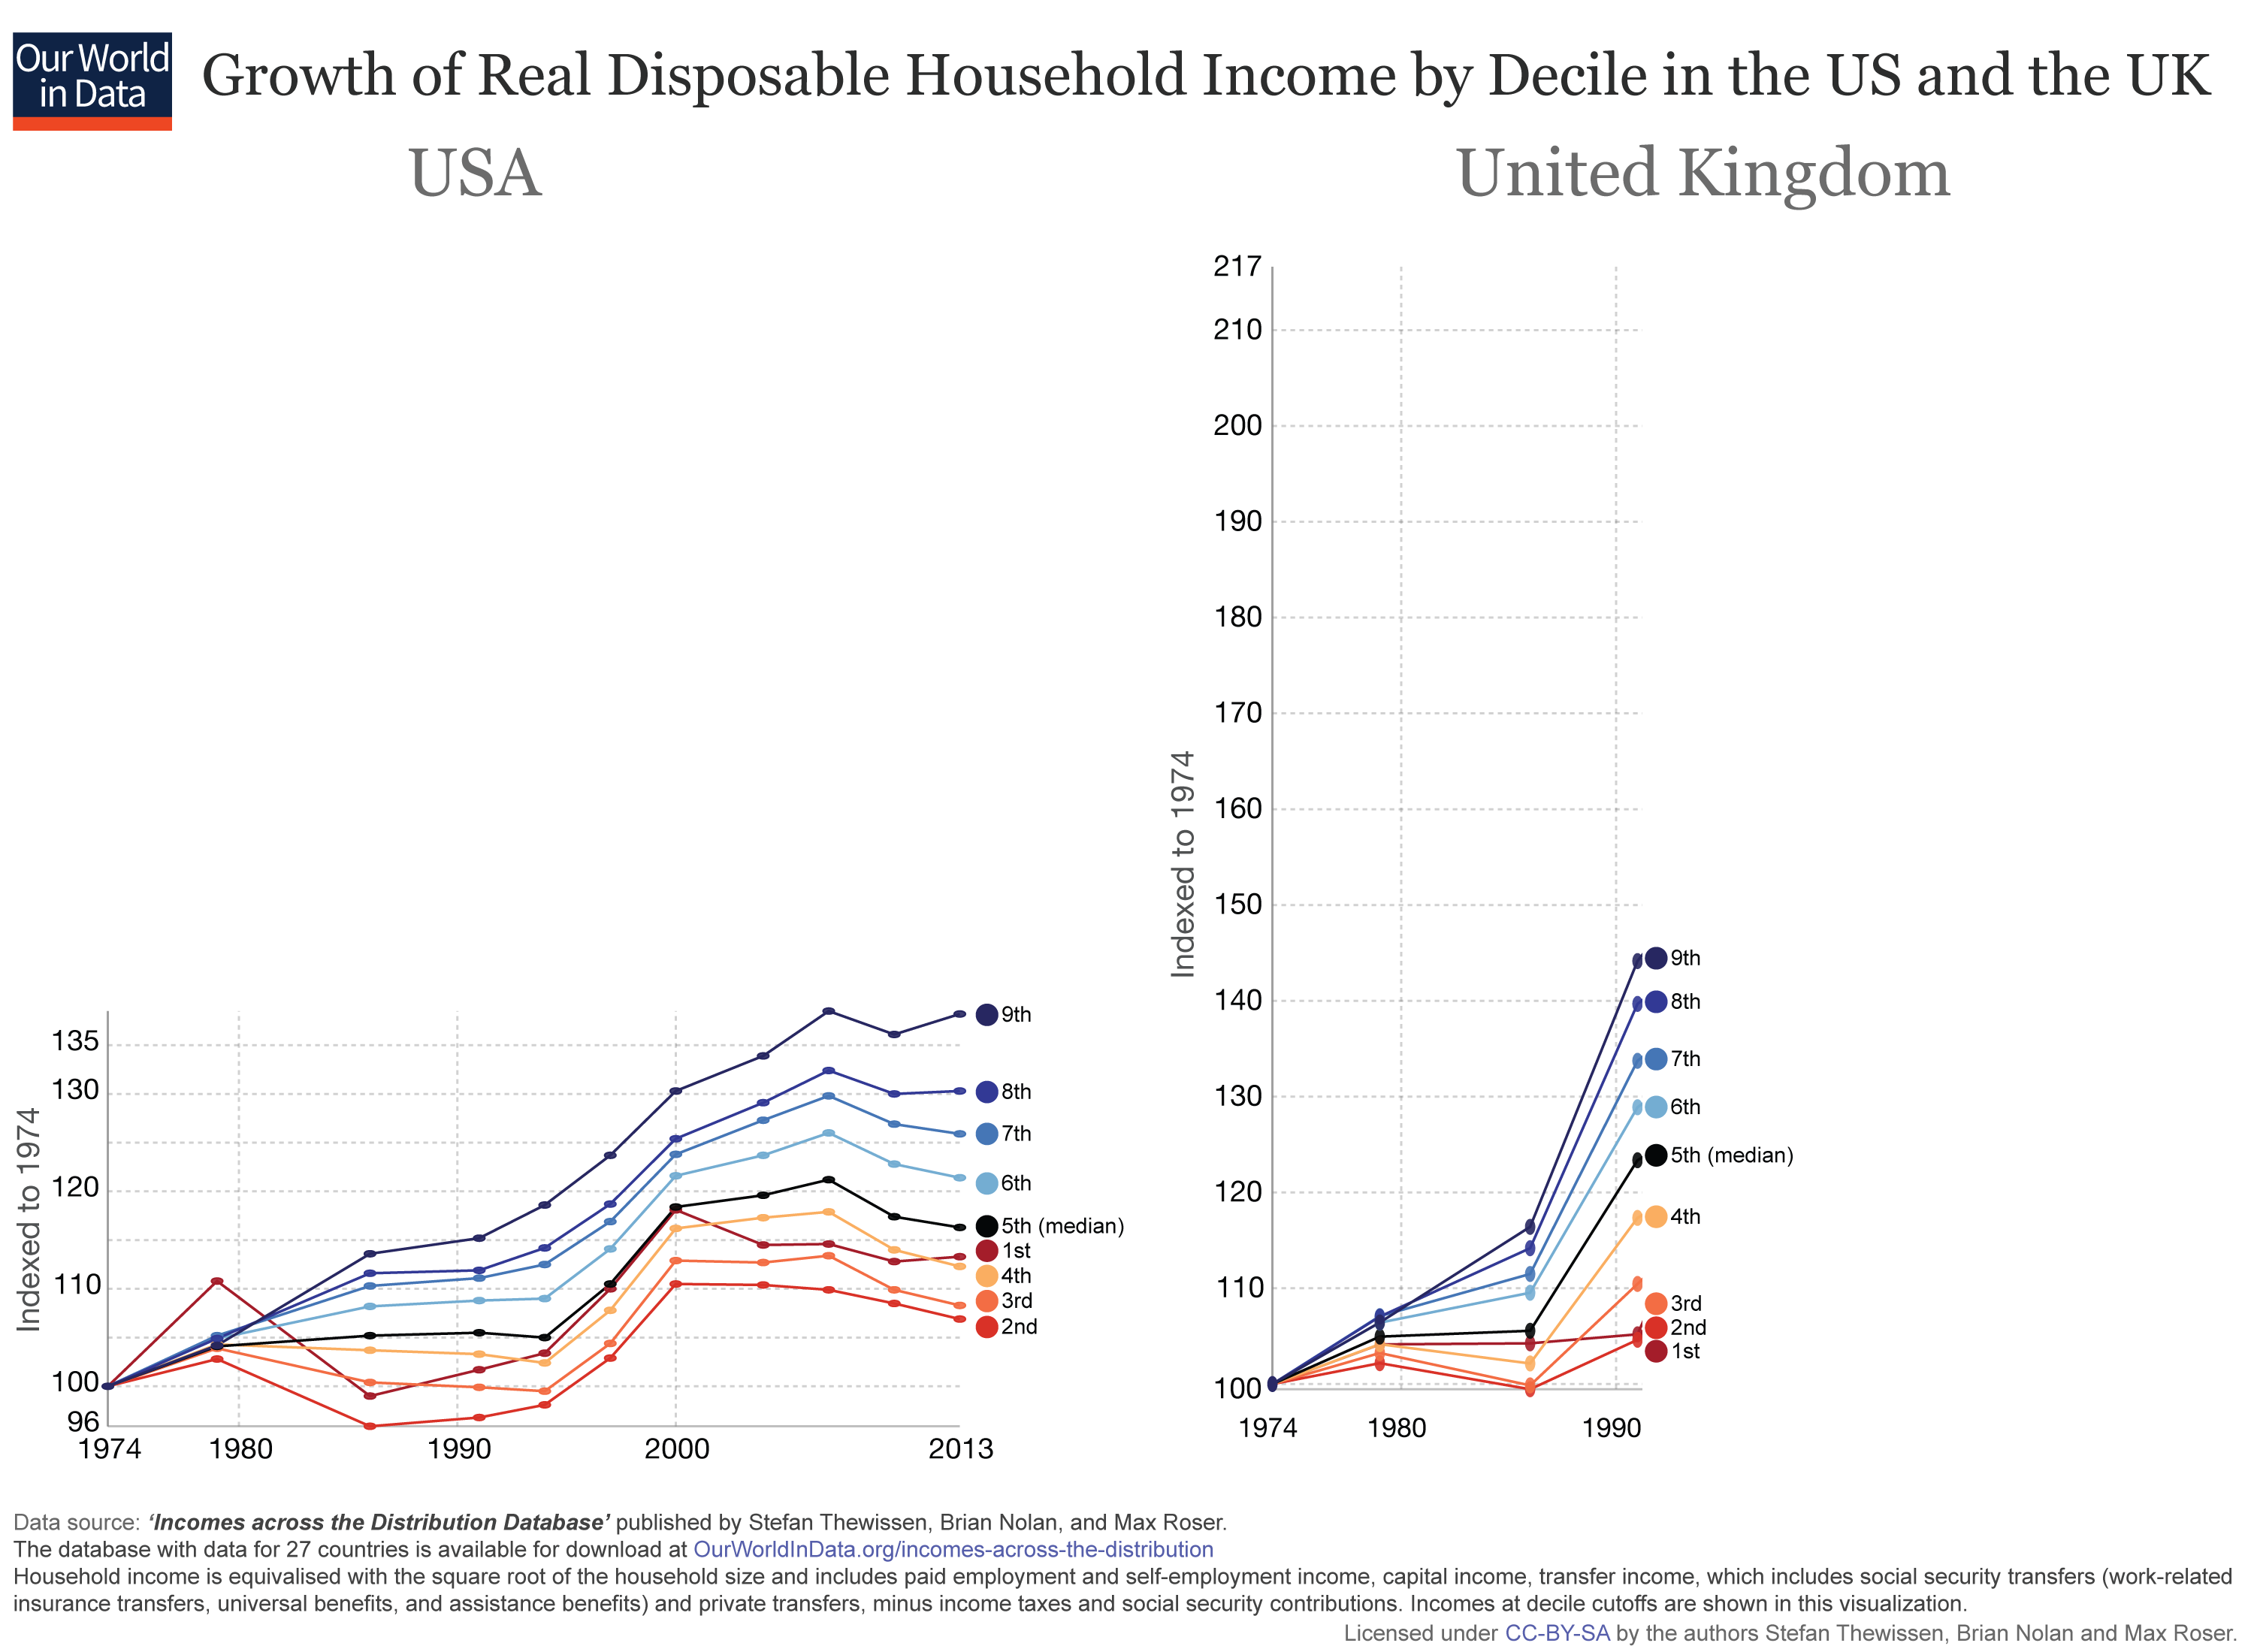 Our World
in Data
Growth of Real Disposable Household Income by Decile in the US and the UK
USA
United Kingdom
Indexed to 1974
135
130
120
110
100
96
1974
1980
1990
2000
2013
9th
8th
7th
6th
5th (median)
1st
4th
3rd
2nd
Indexed to 1974
217
210
200
190
180
170
160
150
140
130
120
110
100
1974
1980
1990
9th
8th
7th
6th
5th (median)
4th
3rd
2nd
1st
Data source: ‘Incomes across the Distribution Database’ published by Stefan Thewissen, Brian Nolan, and Max Roser.
The database with data for 27 countries is available for download at OurWorldInData.org/incomes-across-the-distribution
Household income is equivalised with the square root of the household size and includes paid employment and self-employment income, capital income, transfer income, which includes social security transfers (work-related
insurance transfers, universal benefits, and assistance benefits) and private transfers, minus income taxes and social security contributions. Incomes at decile cutoffs are shown in this visualization.
Licensed under CC-BY-SA by the authors Stefan Thewissen, Brian Nolan and Max Roser.